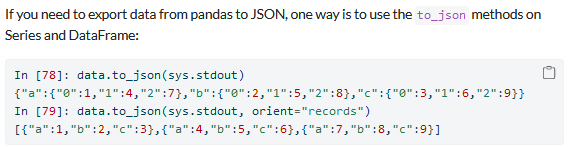 If you need to export data from pandas to JSON, one way is to use the to_json methods on
Series and DataFrame:
In [78]: data.to_json(sys.stdout)
{"a":{"0":1,"1":4,"2":7},"b":{"0":2,"1":5,"2":8},"c":{"0":3,"1":6,"2":9}}
In [79]: data.to_json(sys.stdout, orient="records")
[{"a":1,"b":2,"c":3},{"a":4,"b":5,"c":6},{"a":7,"b":8,"c":9}]